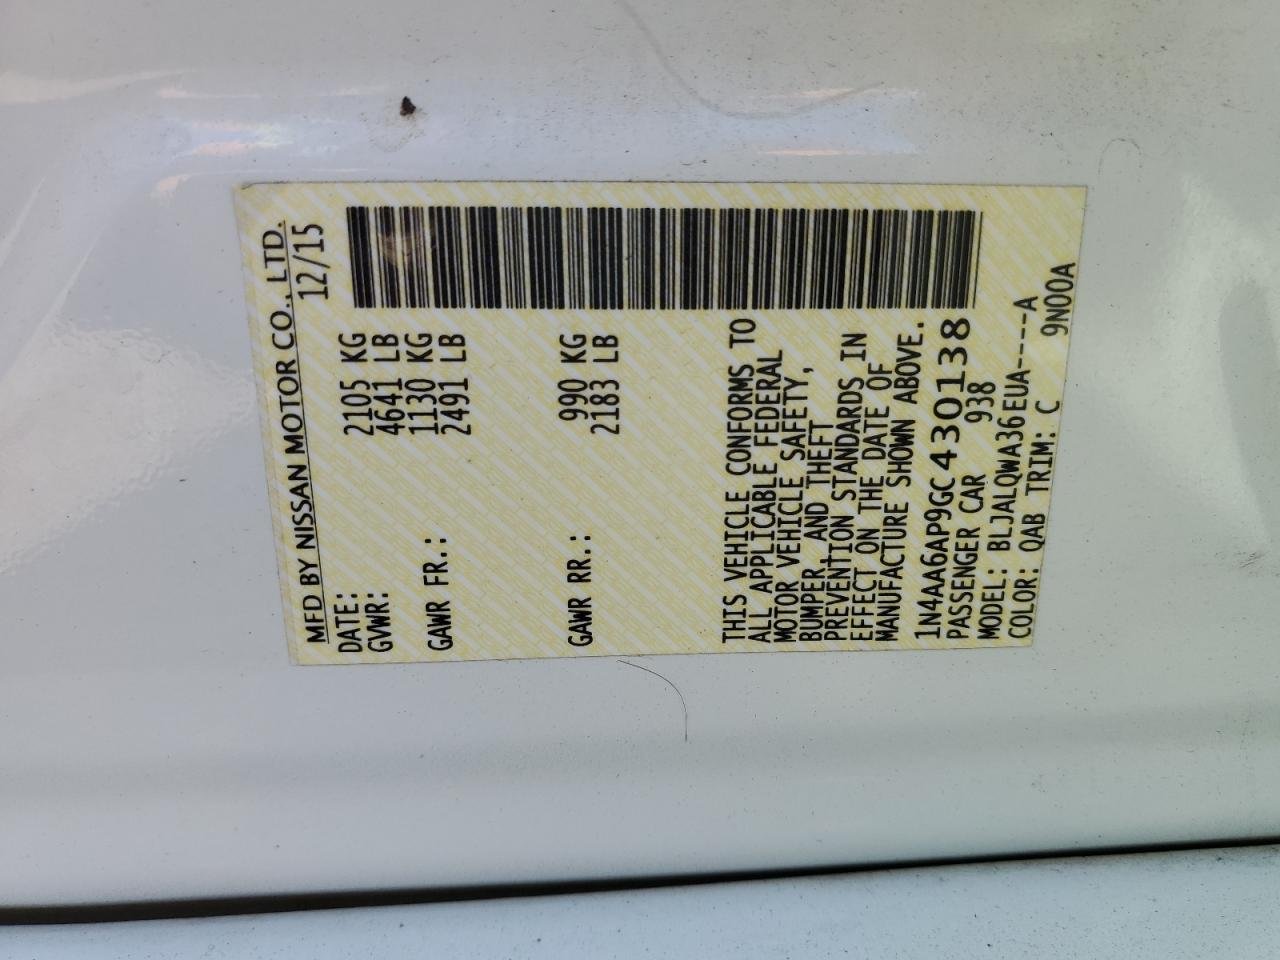 MFD BY NISSAN MOTOR CO., LTD.
DATE: 12/15
GVWR: 2105 KG
4641 LB
GAWR FR.: 1130 KG
2491 LB
GAWR RR.: 990 KG
2183 LB
THIS VEHICLE CONFORMS TO
ALL APPLICABLE FEDERAL
MOTOR VEHICLE SAFETY,
BUMPER, AND THEFT
PREVENTION STANDARDS IN
EFFECT ON THE DATE OF
MANUFACTURE SHOWN ABOVE.
1N4AA6AP9GC430138
PASSENGER CAR 938
MODEL: BLJALQWA36EUA----A
COLOR: QAB TRIM: C 9N00A